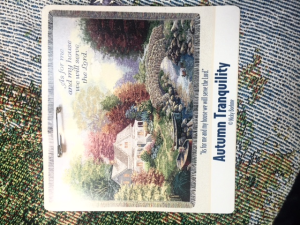 As for me
and my house
we will serve
the Lord.
"As for me and my house we will serve the Lord."
Autumn Tranquility